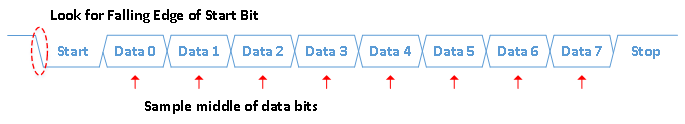 Look for Falling Edge of Start Bit
Start Data 0 Data 1 Data 2 Data 3 Data 4 Data 5 Data 6 Data 7 Stop
Sample middle of data bits